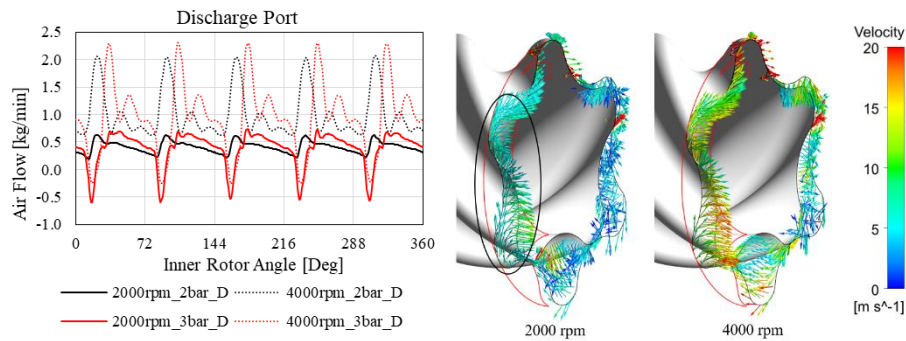 Discharge Port
2.5
2.0
1.5
1.0
0.5
0.0
-0.5
-1.0
Air Flow [kg/min]
0 72 144 216 288 360
Inner Rotor Angle [Deg]
2000rpm_2bar_D 4000rpm_2bar_D
2000rpm_3bar_D 4000rpm_3bar_D
2000 rpm
4000 rpm
Velocity
20
15
10
5
0
[m s^-1]